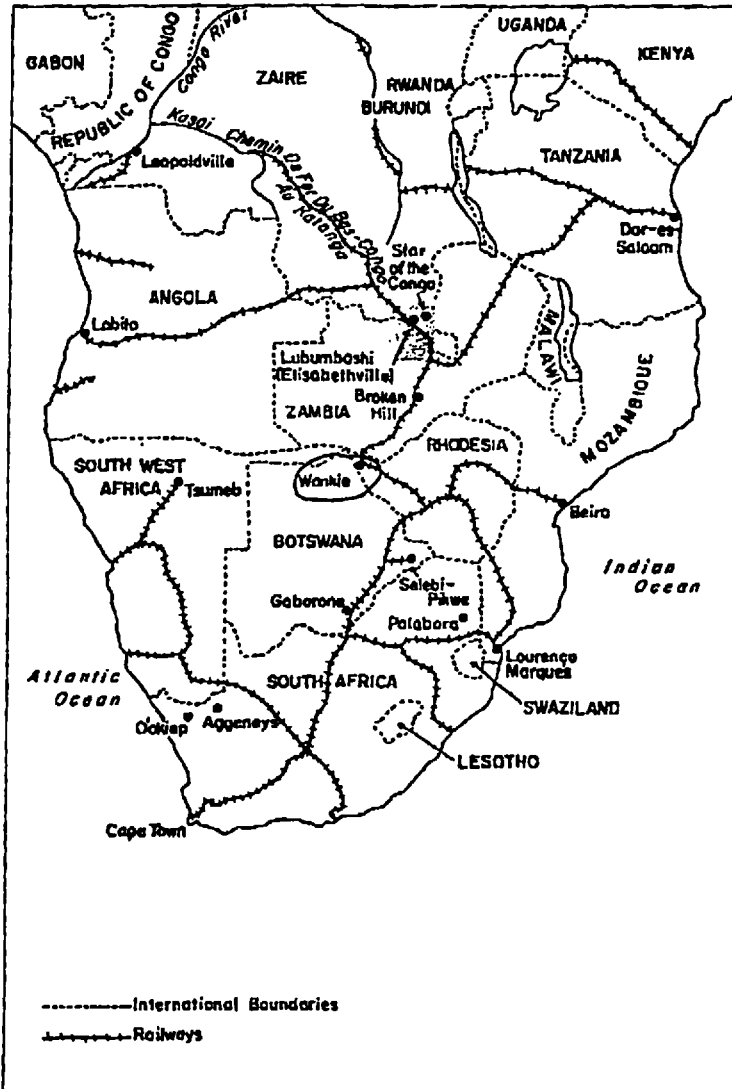 UGANDA
GABON
REPUBLIC OF CONGO
Congo River
ZAIRE
KENYA
RWANDA
BURUNDI
Kasai
Chemin De Fer Du Bas-Congo
Au Katanga
Leopoldville
TANZANIA
Dar-es
Salaam
Star
of the
Congo
ANGOLA
Lobito
MALAWI
Lubumbashi
(Elisabethville)
Broken
Hill
ZAMBIA
MOZAMBIQUE
RHODESIA
SOUTH WEST
AFRICA
Tsumeb
Wankie
Beira
BOTSWANA
Indian
Ocean
Selebi-
Pikwe
Gaborone
Palabora
Lourenço
Marques
Atlantic
Ocean
SOUTH AFRICA
SWAZILAND
O'okiep
Aggeneys
LESOTHO
Cape Town
International Boundaries
Railways